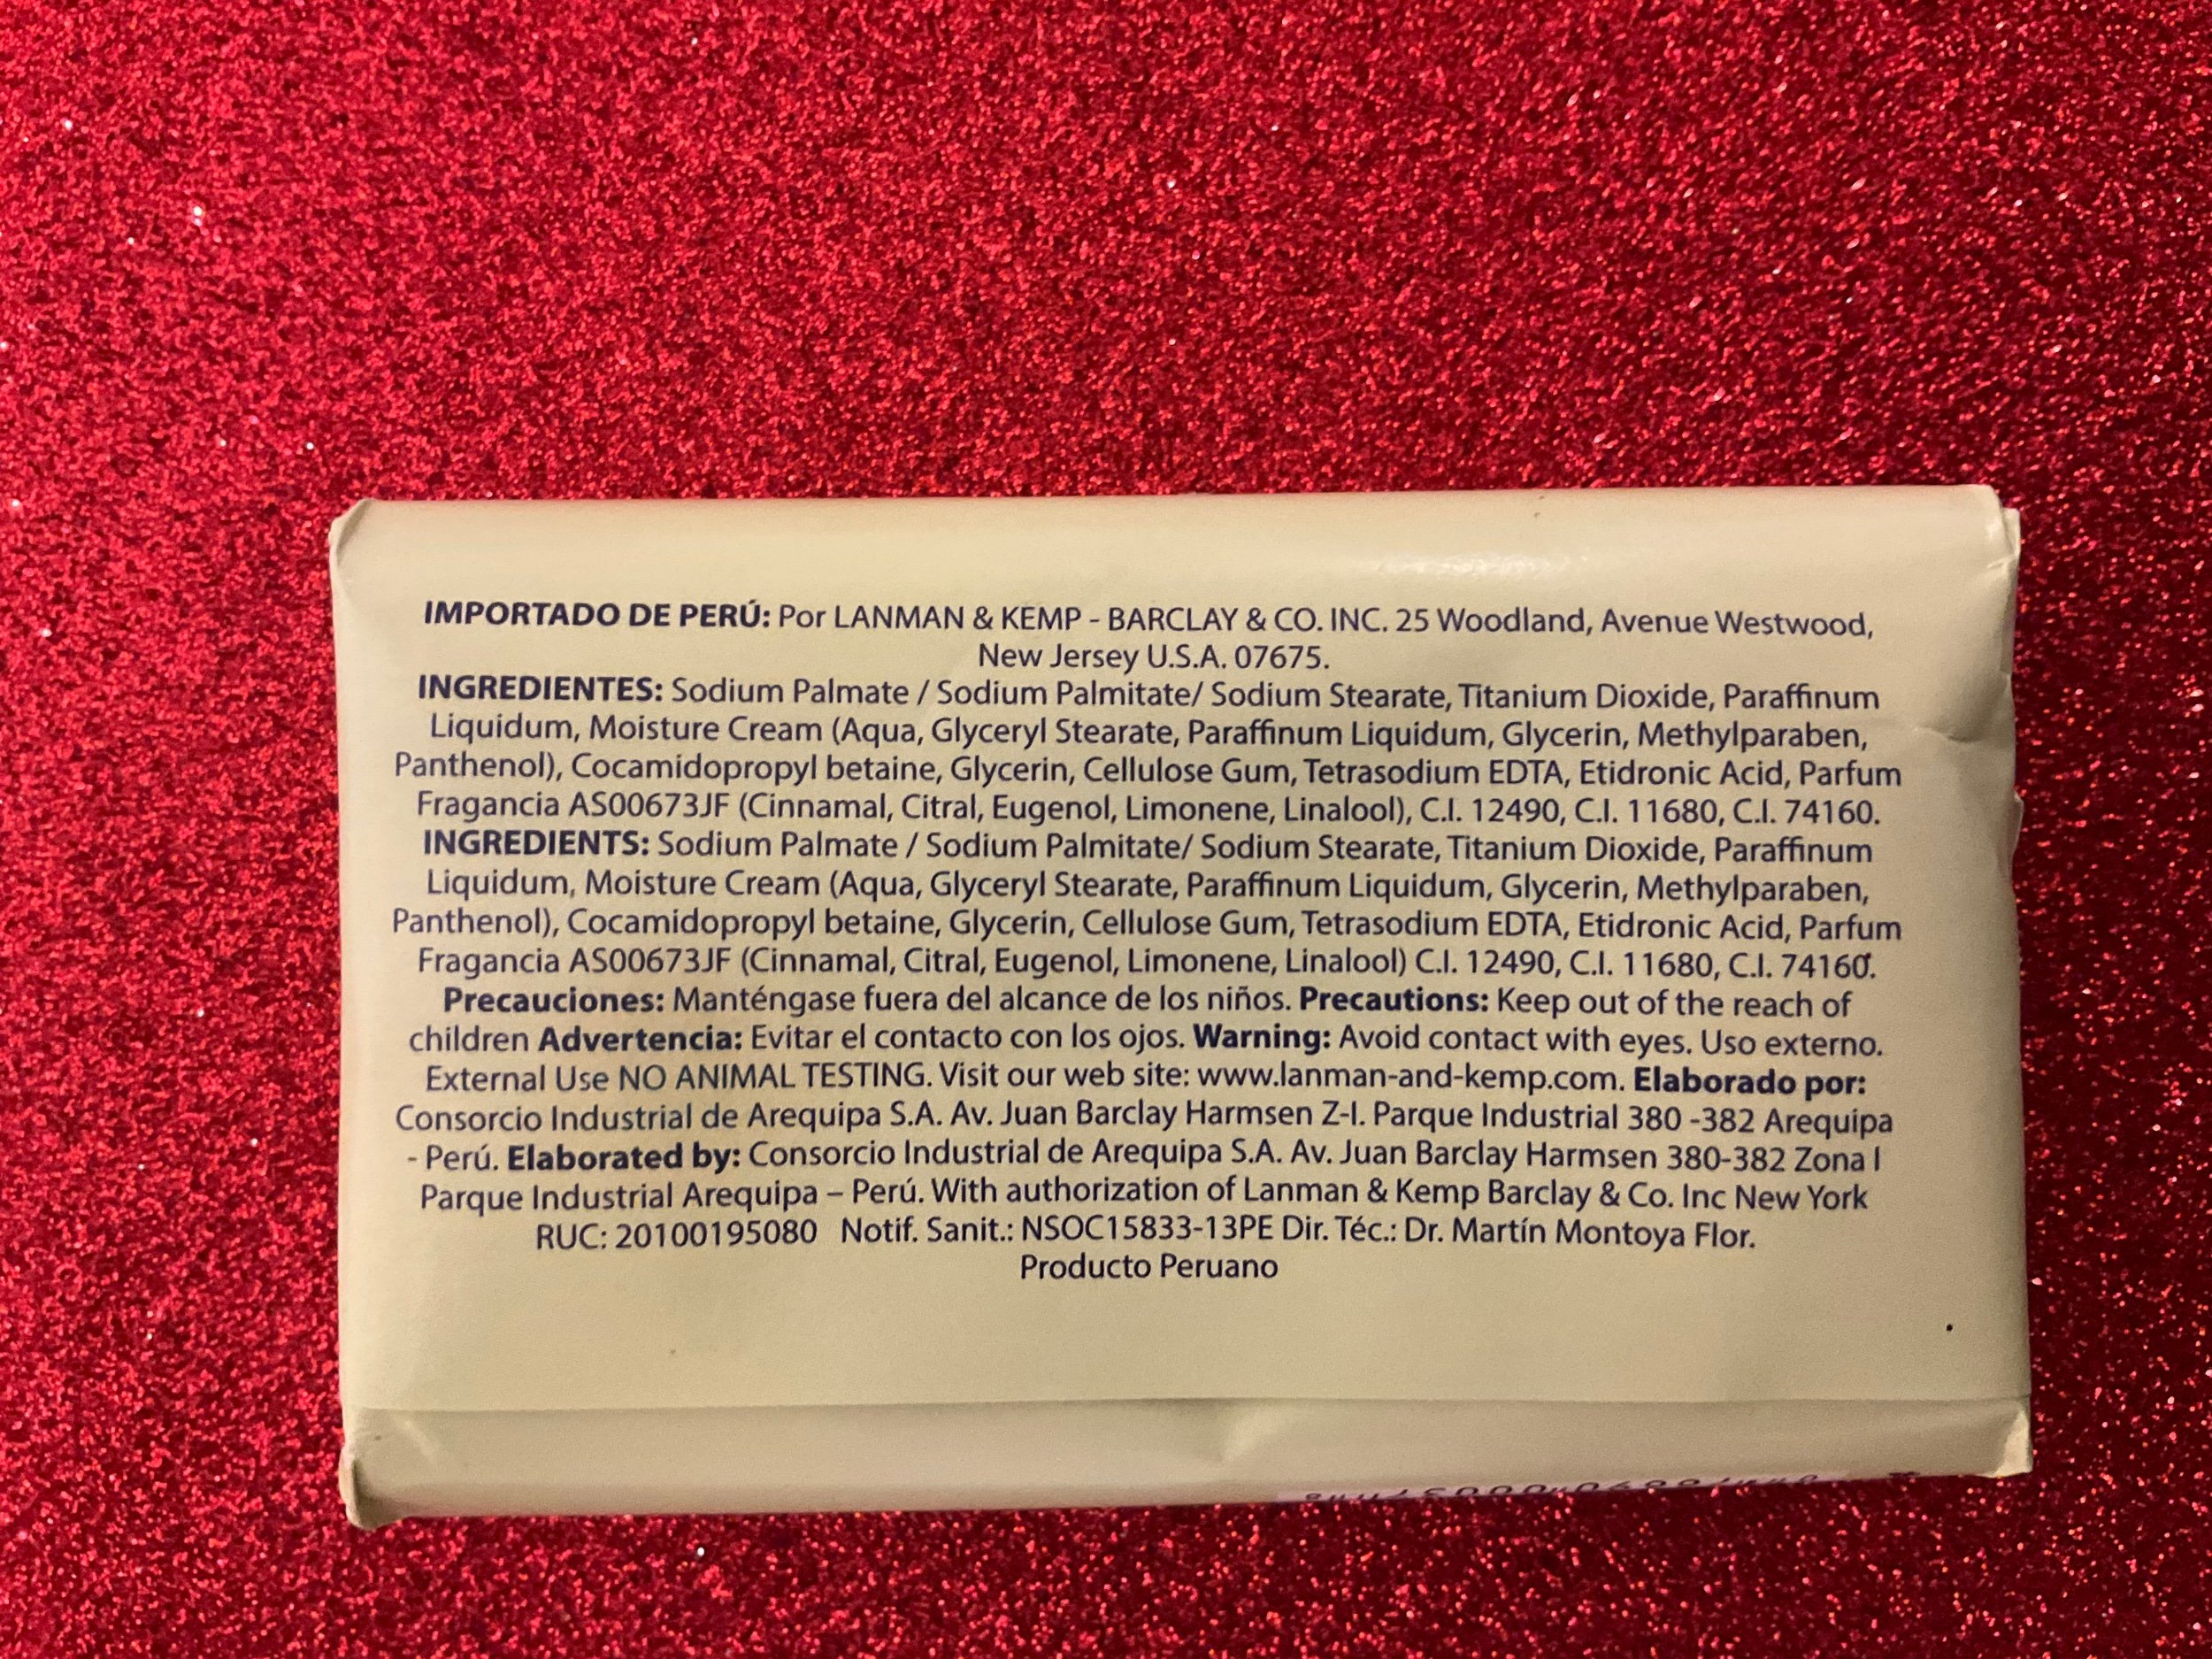 IMPORTADO DE PERÚ: Por LANMAN & KEMP - BARCLAY & CO. INC. 25 Woodland, Avenue Westwood,
New Jersey U.S.A. 07675.
INGREDIENTES: Sodium Palmate / Sodium Palmitate/ Sodium Stearate, Titanium Dioxide, Paraffinum
Liquidum, Moisture Cream (Aqua, Glyceryl Stearate, Paraffinum Liquidum, Glycerin, Methylparaben,
Panthenol), Cocamidopropyl betaine, Glycerin, Cellulose Gum, Tetrasodium EDTA, Etidronic Acid, Parfum
Fragancia AS00673JF (Cinnamal, Citral, Eugenol, Limonene, Linalool), C.I. 12490, C.I. 11680, C.I. 74160.
INGREDIENTS: Sodium Palmate / Sodium Palmitate/ Sodium Stearate, Titanium Dioxide, Paraffinum
Liquidum, Moisture Cream (Aqua, Glyceryl Stearate, Paraffinum Liquidum, Glycerin, Methylparaben,
Panthenol), Cocamidopropyl betaine, Glycerin, Cellulose Gum, Tetrasodium EDTA, Etidronic Acid, Parfum
Fragancia AS00673JF (Cinnamal, Citral, Eugenol, Limonene, Linalool) C.I. 12490, C.I. 11680, C.I. 74160.
Precauciones: Manténgase fuera del alcance de los niños. Precautions: Keep out of the reach of
children Advertencia: Evitar el contacto con los ojos. Warning: Avoid contact with eyes. Uso externo.
External Use NO ANIMAL TESTING. Visit our web site: www.lanman-and-kemp.com. Elaborado por:
Consorcio Industrial de Arequipa S.A. Av. Juan Barclay Harmsen Z-I. Parque Industrial 380 -382 Arequipa
- Perú. Elaborated by: Consorcio Industrial de Arequipa S.A. Av. Juan Barclay Harmsen 380-382 Zona I
Parque Industrial Arequipa – Perú. With authorization of Lanman & Kemp Barclay & Co. Inc New York
RUC: 20100195080 Notif. Sanit.: NSOC15833-13PE Dir. Téc.: Dr. Martín Montoya Flor.
Producto Peruano